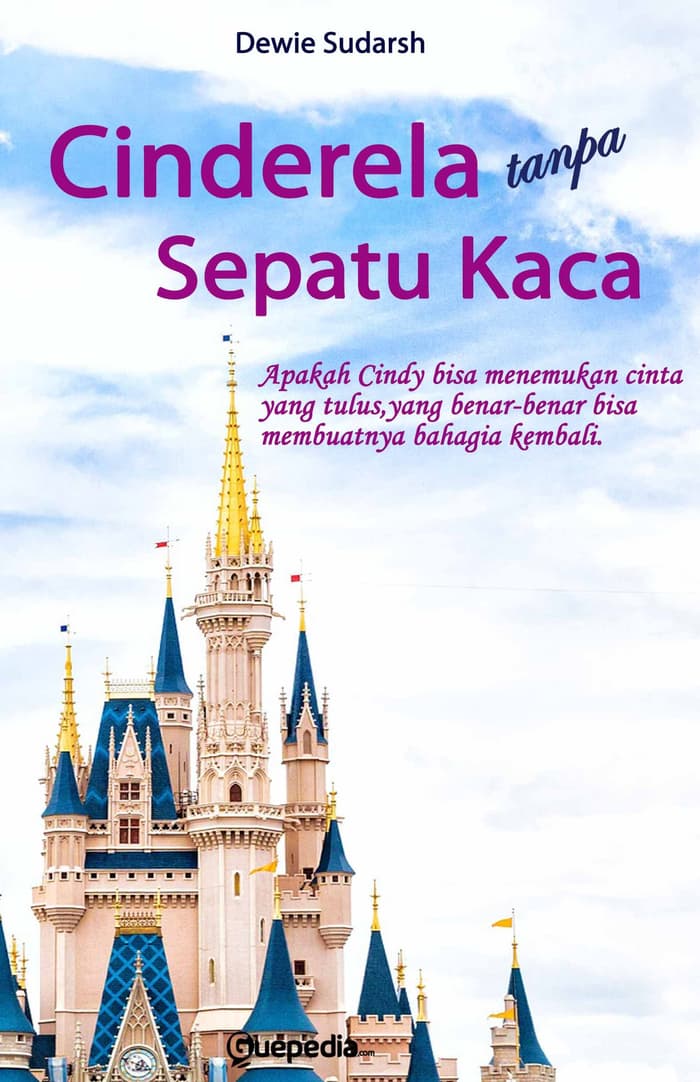 Dewie Sudarsh
Cinderela tanpa
Sepatu Kaca
Apakah Cindy bisa menemukan cinta
yang tulus,yang benar-benar bisa
membuatnya bahagia kembali.
Guepedia.com